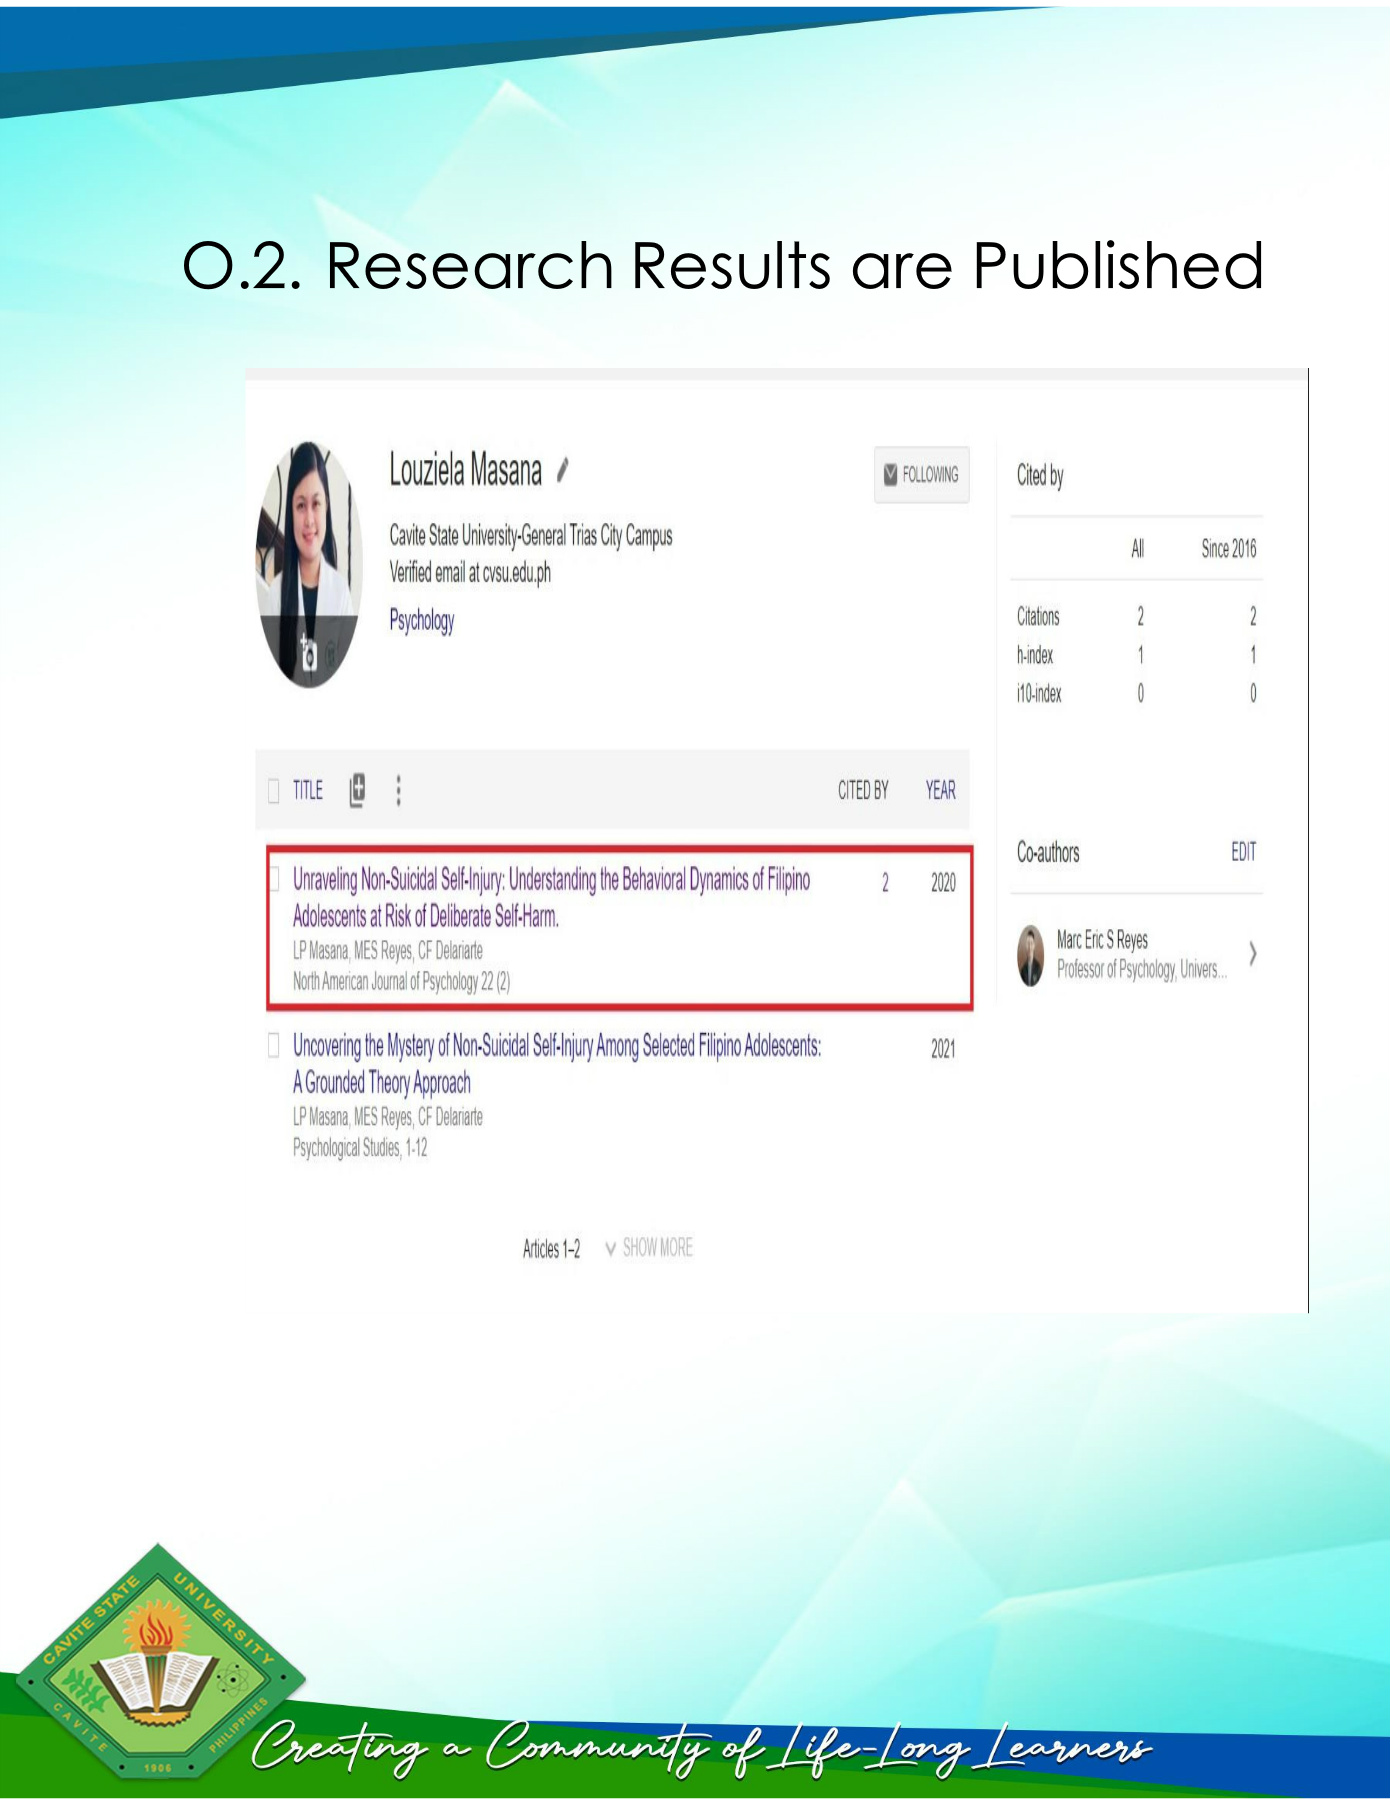 O.2. Research Results are Published
Louziela Masana
FOLLOWING
Cavite State University-General Trias City Campus
Verified email at cvsu.edu.ph
Psychology
Cited by
All Since 2016
Citations 2 2
h-index 1 1
i10-index 0 0
TITLE CITED BY YEAR
Unraveling Non-Suicidal Self-Injury: Understanding the Behavioral Dynamics of Filipino 2 2020
Adolescents at Risk of Deliberate Self-Harm.
LP Masana, MES Reyes, CF Delariarte
North American Journal of Psychology 22 (2)
Uncovering the Mystery of Non-Suicidal Self-Injury Among Selected Filipino Adolescents: 2021
A Grounded Theory Approach
LP Masana, MES Reyes, CF Delariarte
Psychological Studies, 1-12
Articles 1–2 SHOW MORE
Co-authors EDIT
Marc Eric S Reyes
Professor of Psychology, Univers...
CAVITE STATE UNIVERSITY
CAVITE 1906 PHILIPPINES
Creating a Community of Life-Long Learners